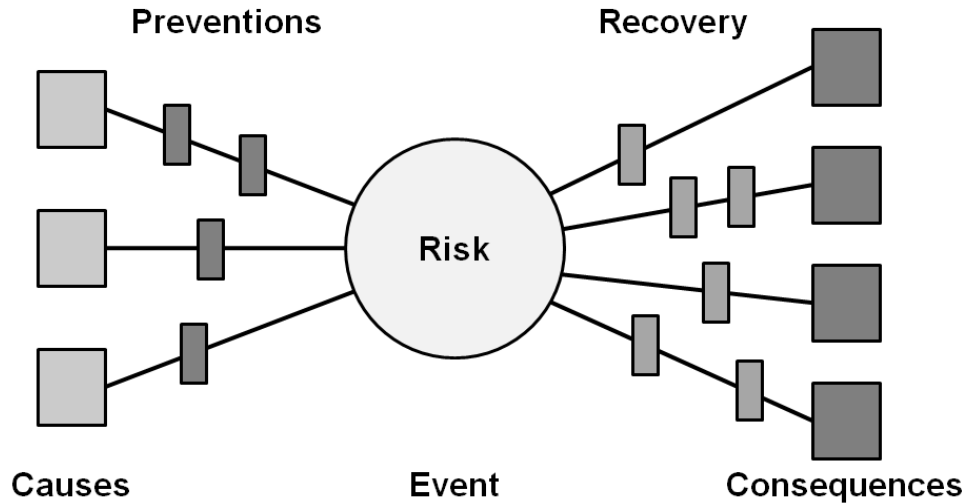 Preventions
Recovery
Risk
Causes
Event
Consequences